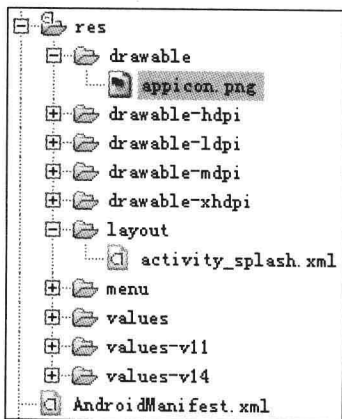 res
drawable
appicon.png
drawable-hdpi
drawable-ldpi
drawable-mdpi
drawable-xhdpi
layout
activity_splash.xml
menu
values
values-v11
values-v14
AndroidManifest.xml